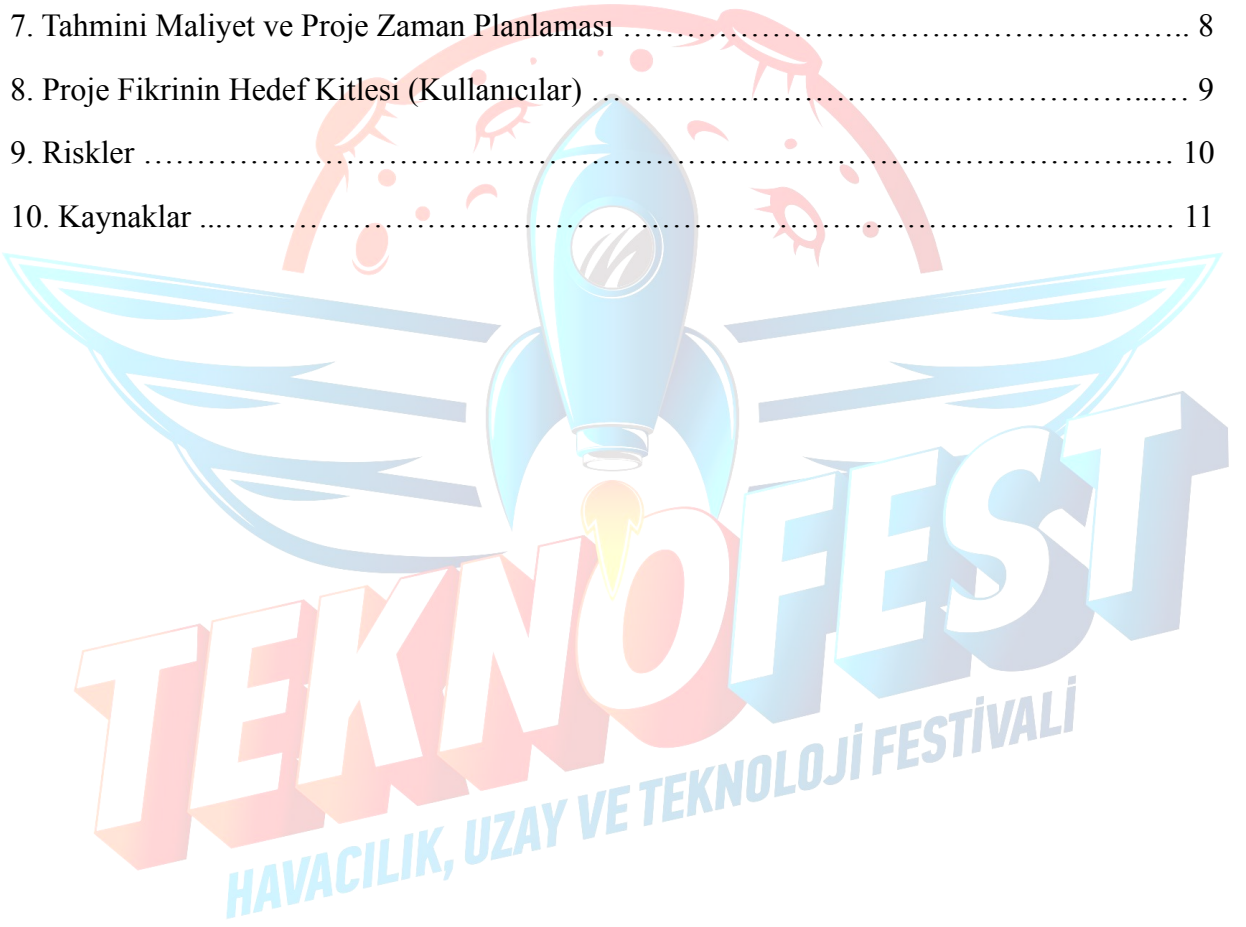 7. Tahmini Maliyet ve Proje Zaman Planlaması ……………………………………………….. 8
8. Proje Fikrinin Hedef Kitlesi (Kullanıcılar) …………………………………………………...… 9
9. Riskler ……………………………………………………………………………………….… 10
10. Kaynaklar ...…………………………………………………………………………...… 11
TEKNOFEST
HAVACILIK, UZAY VE TEKNOLOJİ FESTİVALİ